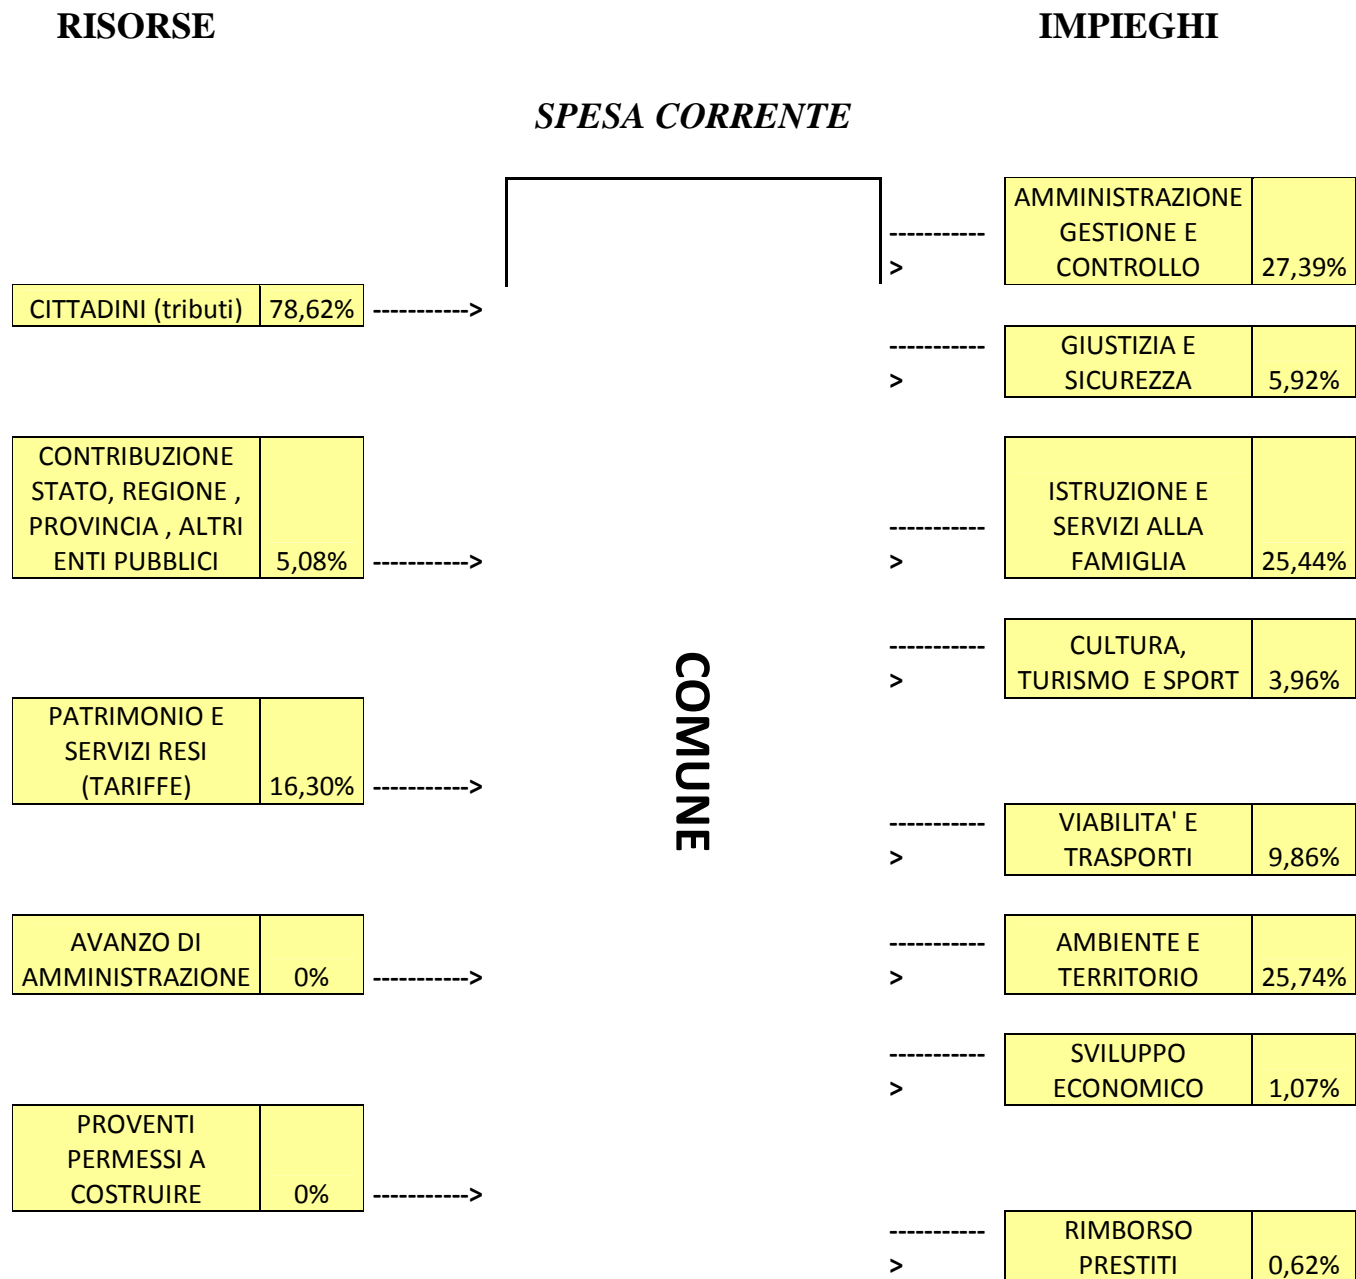 RISORSE
IMPIEGHI
SPESA CORRENTE
CITTADINI (tributi) 78,62% ----------->
CONTRIBUZIONE
STATO, REGIONE ,
PROVINCIA , ALTRI
ENTI PUBBLICI 5,08% ----------->
PATRIMONIO E
SERVIZI RESI
(TARIFFE) 16,30% ----------->
AVANZO DI
AMMINISTRAZIONE 0% ----------->
PROVENTI
PERMESSI A
COSTRUIRE 0% ----------->
COMUNE
AMMINISTRAZIONE
----------- GESTIONE E
> CONTROLLO 27,39%
----------- GIUSTIZIA E
> SICUREZZA 5,92%
ISTRUZIONE E
----------- SERVIZI ALLA
> FAMIGLIA 25,44%
----------- CULTURA,
> TURISMO E SPORT 3,96%
----------- VIABILITA' E
> TRASPORTI 9,86%
----------- AMBIENTE E
> TERRITORIO 25,74%
----------- SVILUPPO
> ECONOMICO 1,07%
----------- RIMBORSO
> PRESTITI 0,62%